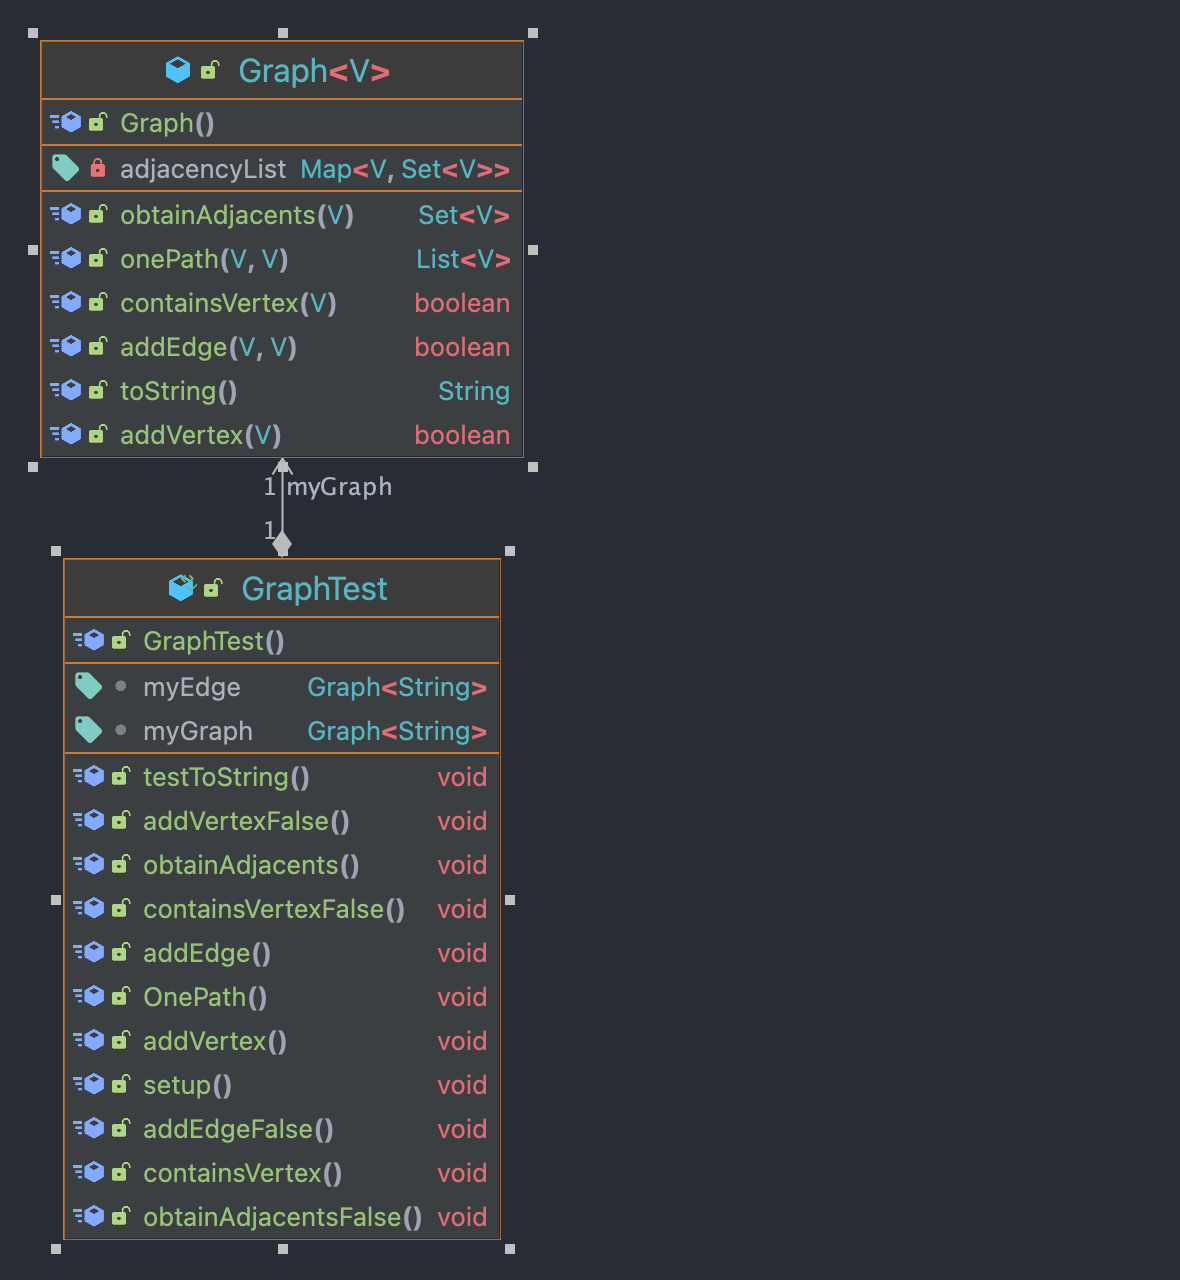 Graph<V>
Graph()
adjacencyList Map<V, Set<V>>
obtainAdjacents(V) Set<V>
onePath(V, V) List<V>
containsVertex(V) boolean
addEdge(V, V) boolean
toString() String
addVertex(V) boolean
1 myGraph
1
GraphTest
GraphTest()
myEdge Graph<String>
myGraph Graph<String>
testToString() void
addVertexFalse() void
obtainAdjacents() void
containsVertexFalse() void
addEdge() void
OnePath() void
addVertex() void
setup() void
addEdgeFalse() void
containsVertex() void
obtainAdjacentsFalse() void